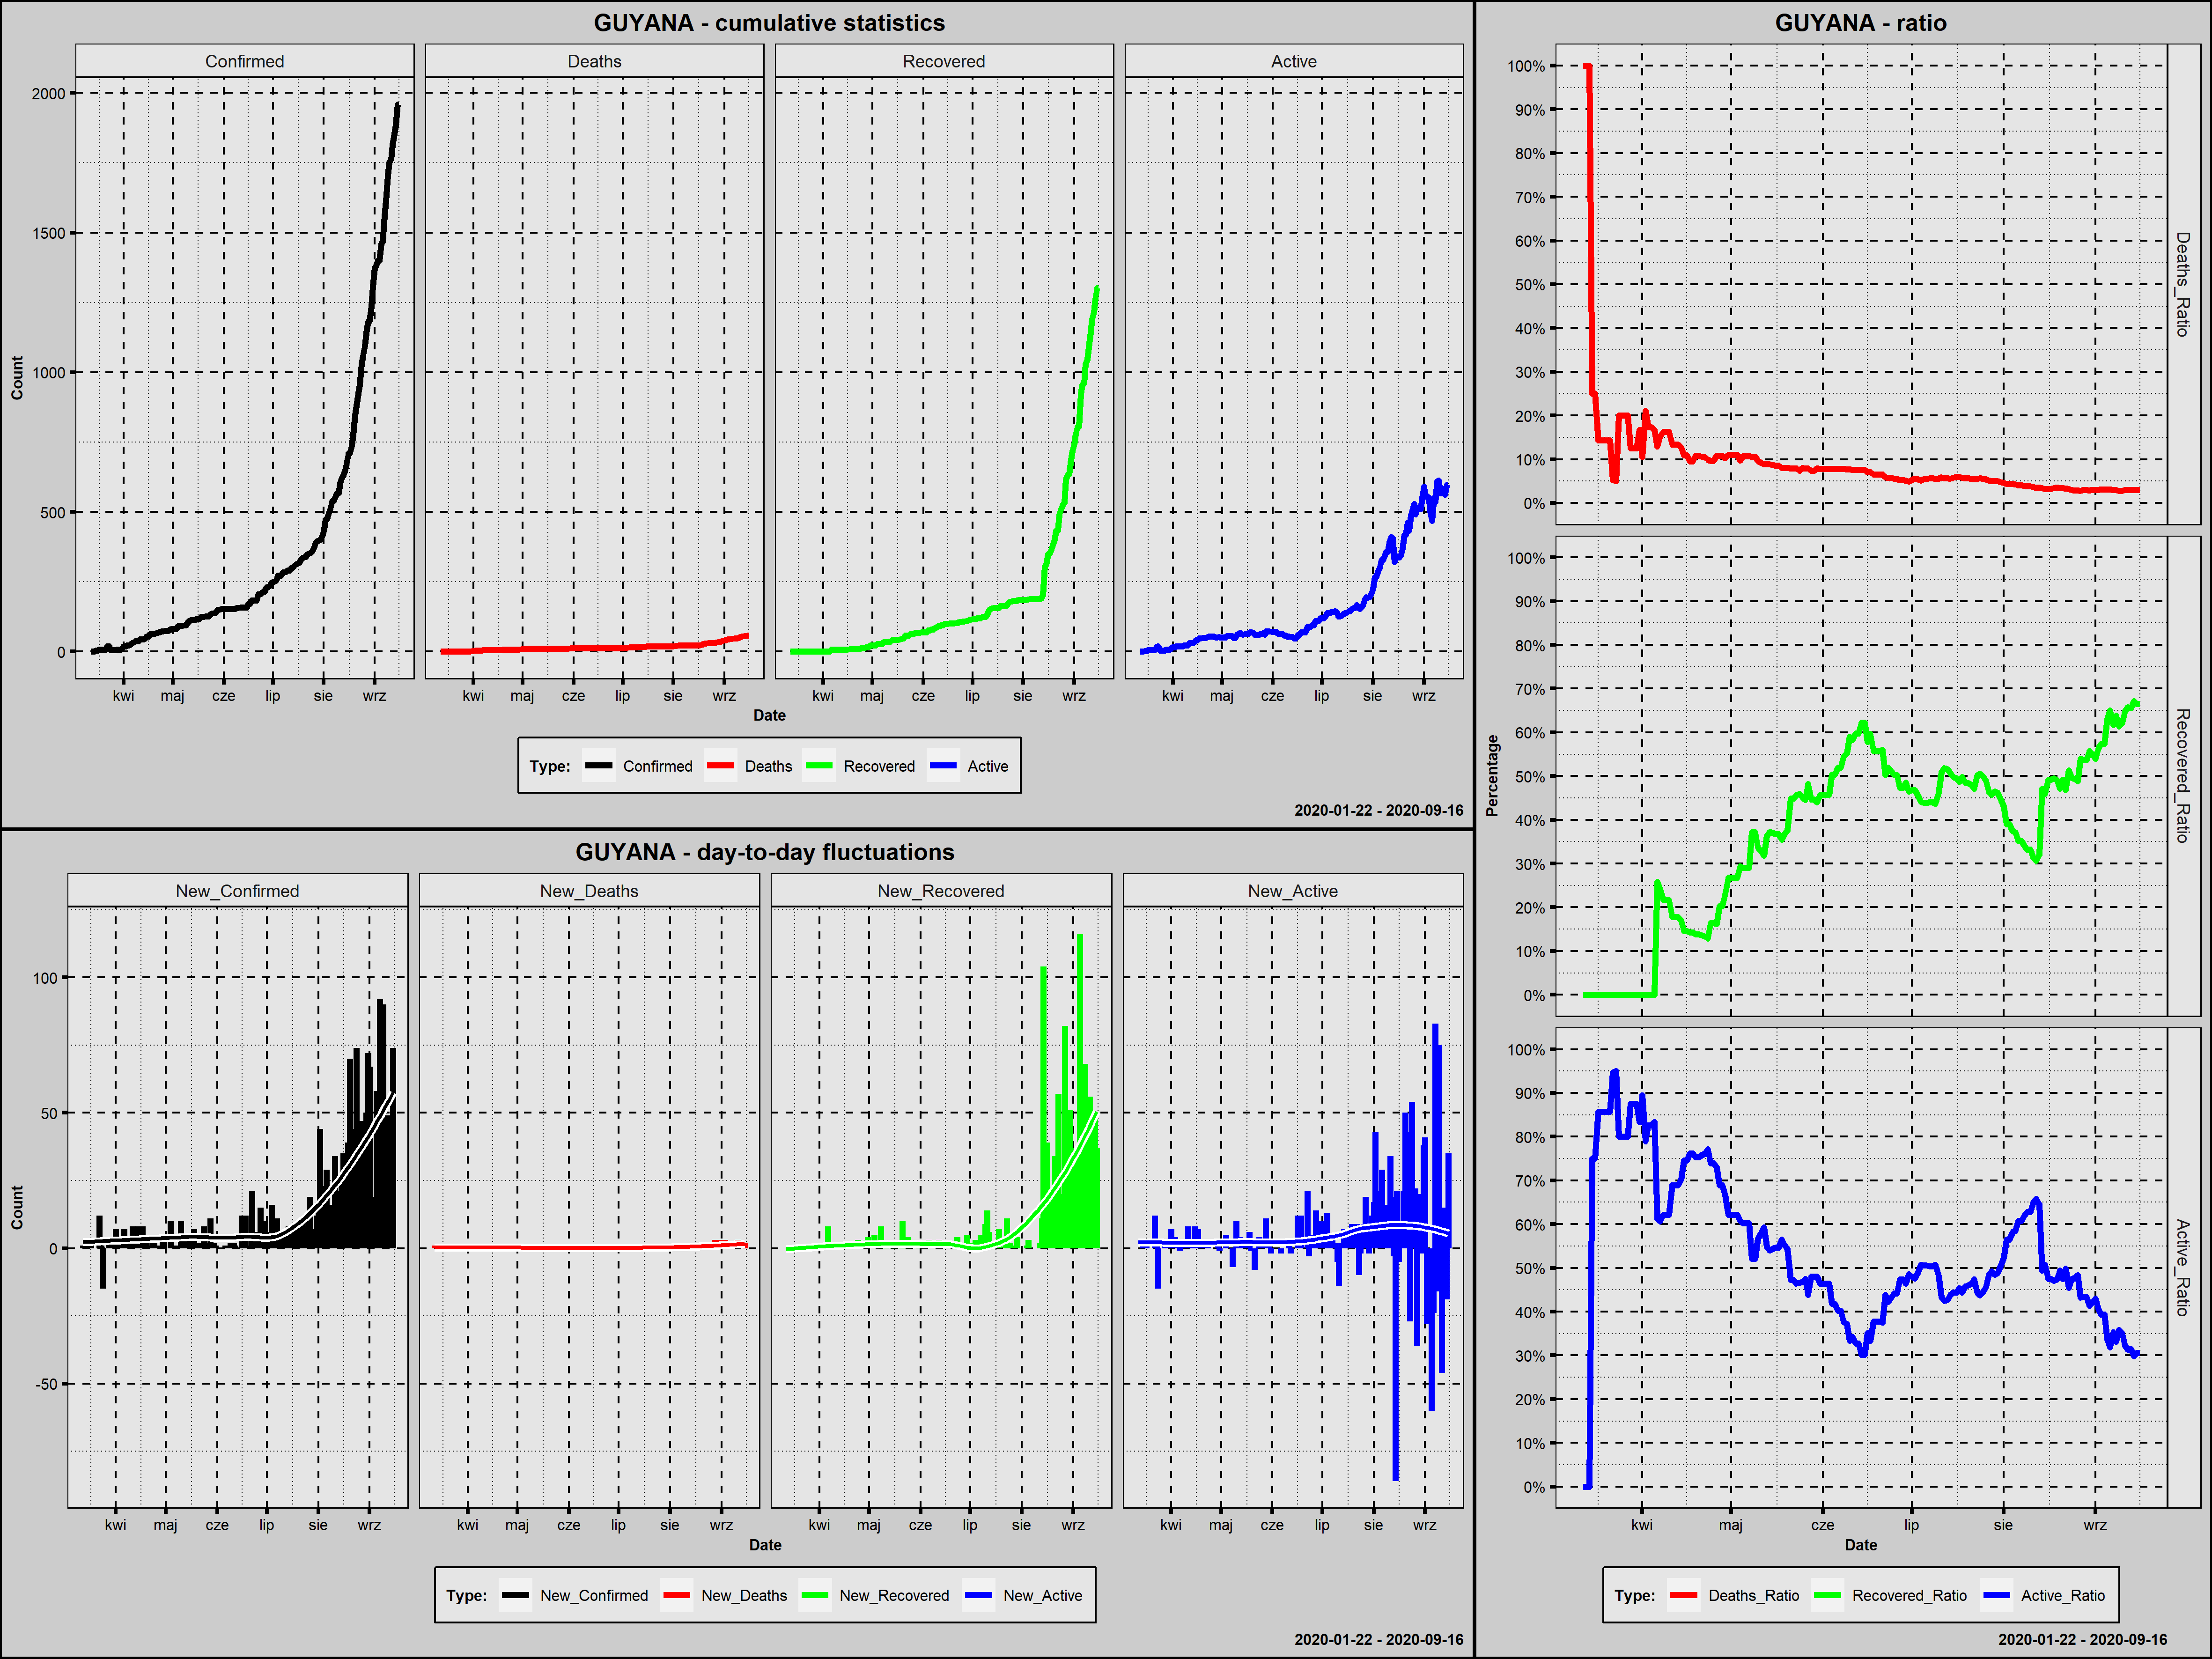 GUYANA - cumulative statistics
Confirmed Deaths Recovered Active
2000
1500
1000
500
0
Count
kwi maj cze lip sie wrz kwi maj cze lip sie wrz kwi maj cze lip sie wrz kwi maj cze lip sie wrz
Date
Type: Confirmed Deaths Recovered Active
2020-01-22 - 2020-09-16
GUYANA - day-to-day fluctuations
New_Confirmed New_Deaths New_Recovered New_Active
100
50
0
-50
Count
kwi maj cze lip sie wrz kwi maj cze lip sie wrz kwi maj cze lip sie wrz kwi maj cze lip sie wrz
Date
Type: New_Confirmed New_Deaths New_Recovered New_Active
2020-01-22 - 2020-09-16
GUYANA - ratio
100%
90%
80%
70%
60%
50%
40%
30%
20%
10%
0%
Deaths_Ratio
100%
90%
80%
70%
60%
50%
40%
30%
20%
10%
0%
Recovered_Ratio
Percentage
100%
90%
80%
70%
60%
50%
40%
30%
20%
10%
0%
Active_Ratio
kwi maj cze lip sie wrz
Date
Type: Deaths_Ratio Recovered_Ratio Active_Ratio
2020-01-22 - 2020-09-16